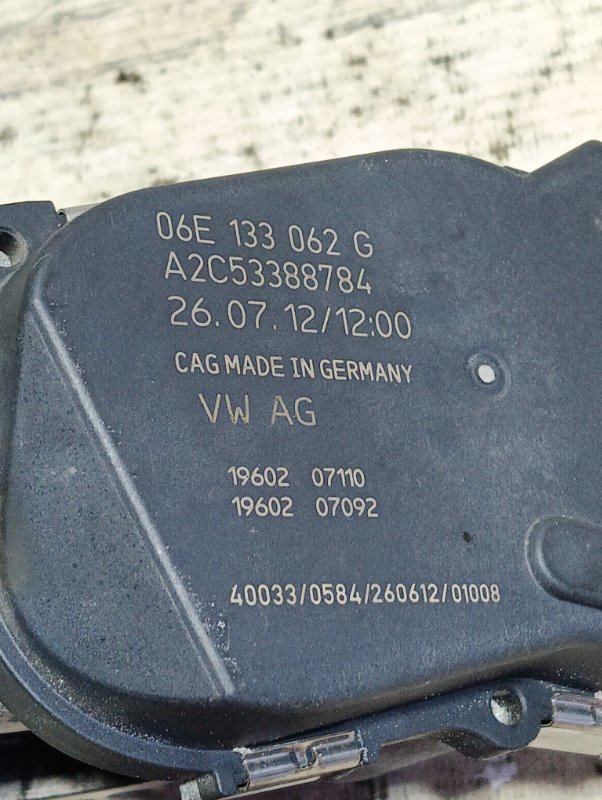 06E 133 062 G
A2C53388784
26.07.12/12:00
CAG MADE IN GERMANY
VW AG
19602 07110
19602 07092
40033/0584/260612/01008